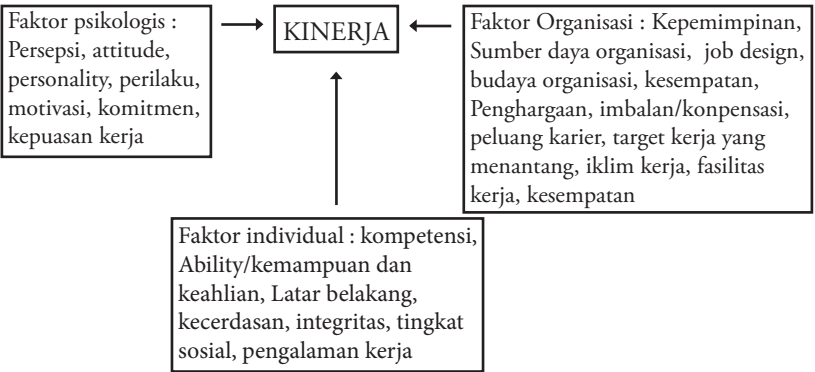 Faktor psikologis :
Persepsi, attitude,
personality, perilaku,
motivasi, komitmen,
kepuasan kerja
KINERJA
Faktor Organisasi : Kepemimpinan,
Sumber daya organisasi, job design,
budaya organisasi, kesempatan,
Penghargaan, imbalan/konpensasi,
peluang karier, target kerja yang
menantang, iklim kerja, fasilitas
kerja, kesempatan
Faktor individual : kompetensi,
Ability/kemampuan dan
keahlian, Latar belakang,
kecerdasan, integritas, tingkat
sosial, pengalaman kerja